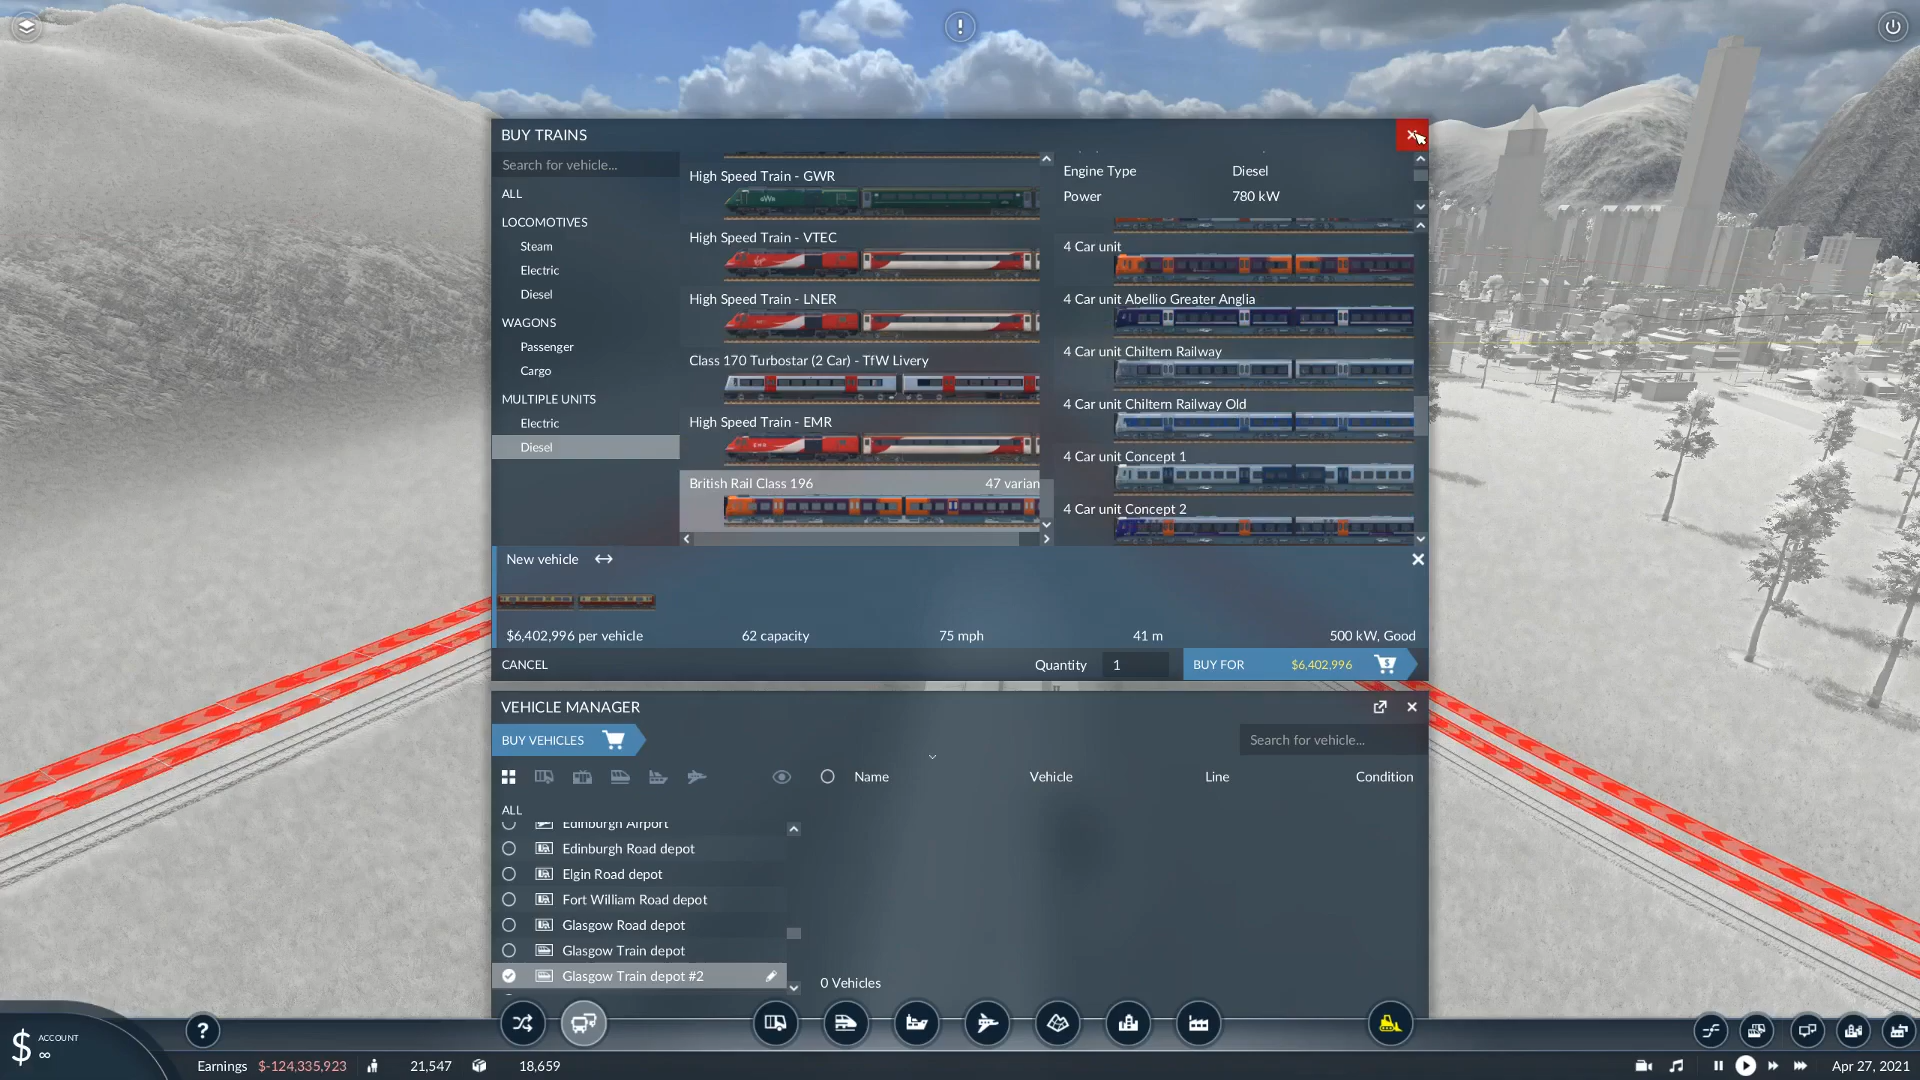 BUY TRAINS
Search for vehicle...
ALL
LOCOMOTIVES
Steam
Electric
Diesel
WAGONS
Passenger
Cargo
MULTIPLE UNITS
Electric
Diesel
High Speed Train - GWR
High Speed Train - VTEC
High Speed Train - LNER
Class 170 Turbostar (2 Car) - TfW Livery
High Speed Train - EMR
British Rail Class 196 47 varian
Engine Type Diesel
Power 780 kW
4 Car unit
4 Car unit Abellio Greater Anglia
4 Car unit Chiltern Railway
4 Car unit Chiltern Railway Old
4 Car unit Concept 1
4 Car unit Concept 2
New vehicle
$6,402,996 per vehicle 62 capacity 75 mph 41 m 500 kW, Good
CANCEL Quantity 1 BUY FOR $6,402,996
VEHICLE MANAGER
BUY VEHICLES Search for vehicle...
Name Vehicle Line Condition
ALL
Edinburgh Airport
Edinburgh Road depot
Elgin Road depot
Fort William Road depot
Glasgow Road depot
Glasgow Train depot
Glasgow Train depot #2
0 Vehicles
$ ACCOUNT
∞
?
Earnings $-124,335,923 21,547 18,659 Apr 27, 2021